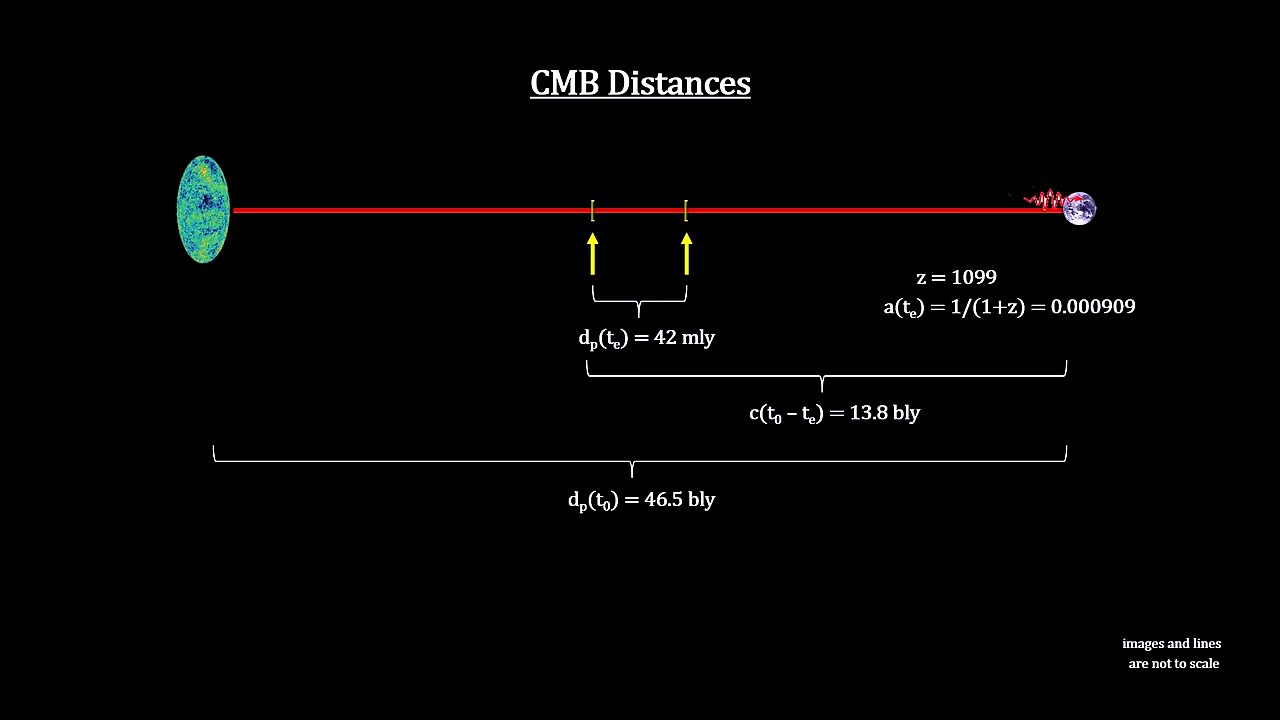 CMB Distances
z = 1099
a(tₑ) = 1/(1+z) = 0.000909
dₚ(tₑ) = 42 mly
c(t₀ – tₑ) = 13.8 bly
dₚ(t₀) = 46.5 bly
images and lines
are not to scale